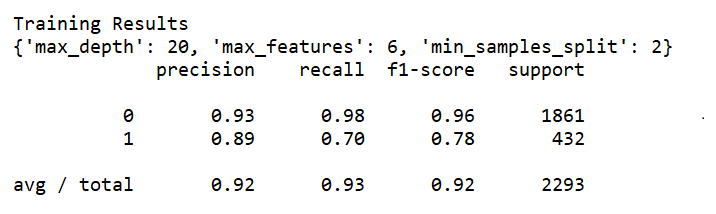 Training Results
{'max_depth': 20, 'max_features': 6, 'min_samples_split': 2}
precision recall f1-score support
0 0.93 0.98 0.96 1861
1 0.89 0.70 0.78 432
avg / total 0.92 0.93 0.92 2293